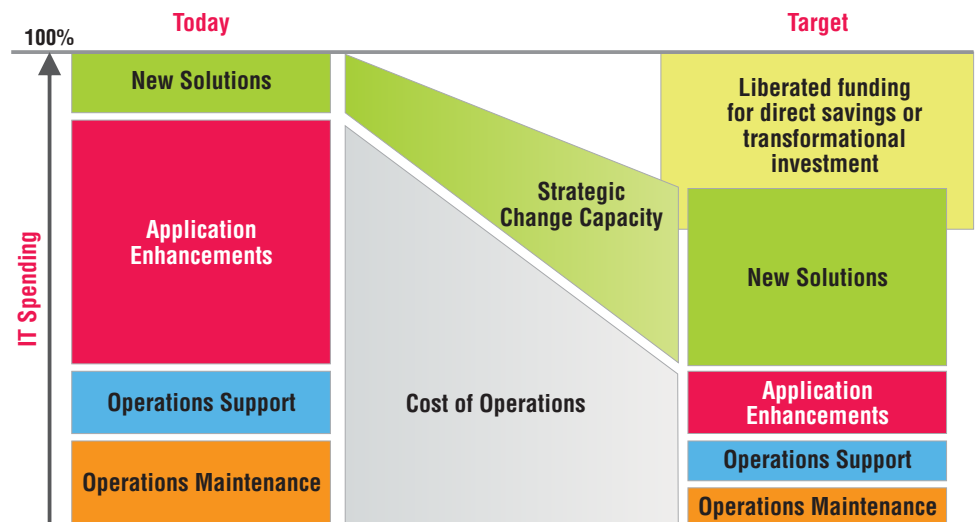 Today
Target
100%
IT Spending
New Solutions
Application
Enhancements
Operations Support
Operations Maintenance
Strategic
Change Capacity
Cost of Operations
Liberated funding
for direct savings or
transformational
investment
New Solutions
Application
Enhancements
Operations Support
Operations Maintenance